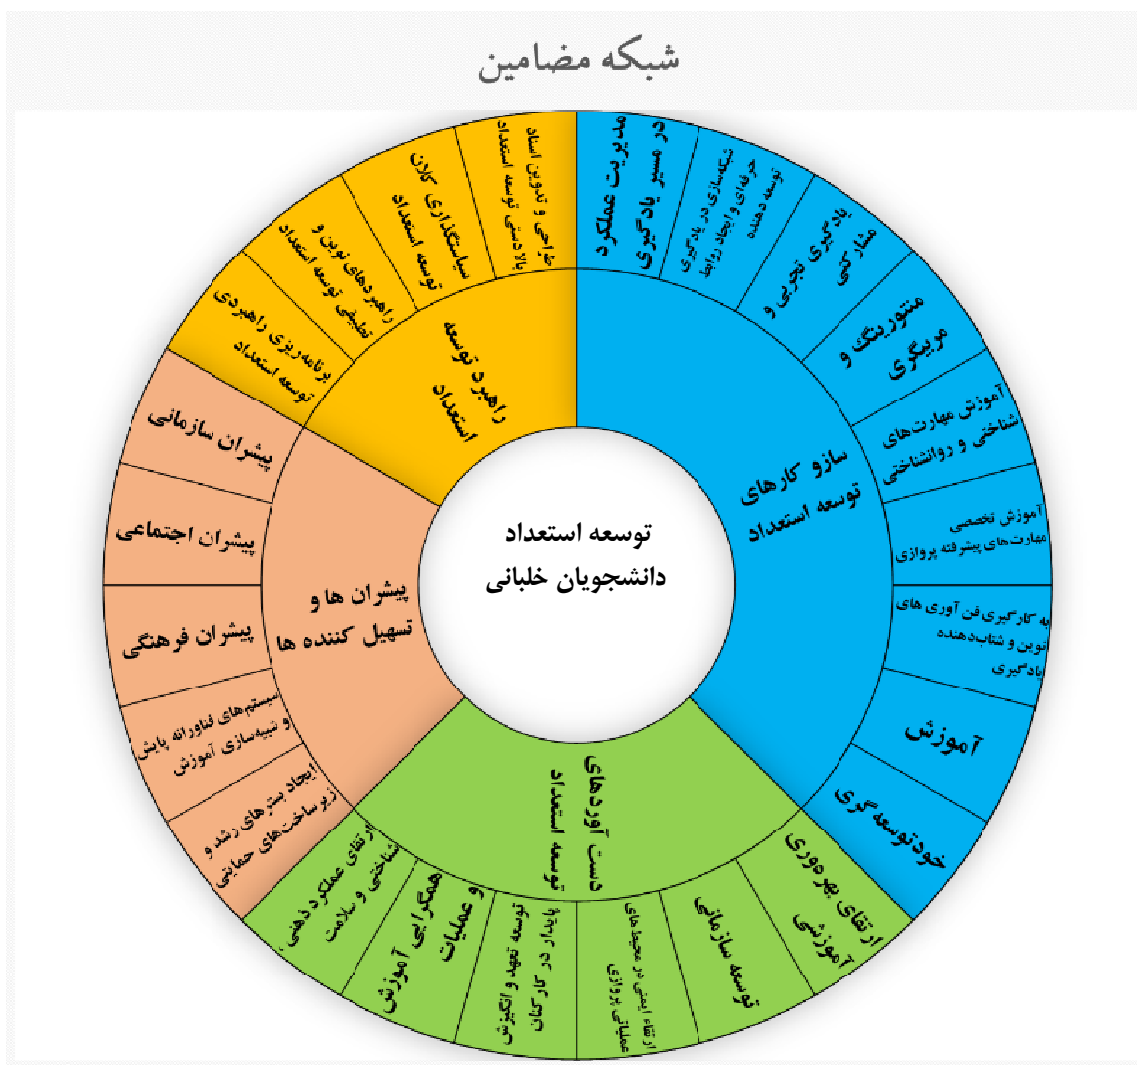 شبکه مضامین
توسعه استعداد
دانشجویان خلبانی
سازو کارهای
توسعه استعداد
مدیریت عملکرد
در مسیر یادگیری
شبکه‌سازی در یادگیری
حرفه‌ای و ایجاد روابط
توسعه دهنده
یادگیری تجربی و
مشارکتی
منتورینگ و
مربیگری
آموزش مهارت‌های
شناختی و روانشناختی
آموزش تخصصی
مهارت‌های پیشرفته پروازی
به کارگیری فن آوری های
نوین و شتاب‌دهنده
یادگیری
آموزش
خودتوسعه‌گری
دست آوردهای
توسعه استعداد
ارتقای بهره‌وری
آموزشی
توسعه سازمانی
ارتقاء ایمنی در محیط‌های
عملیاتی پروازی
توسعه تعهد و انگیزش
پایدار در کارکنان
همگرایی آموزش
و عملیات
ارتقای عملکرد ذهنی
شناختی و سلامت
پیشران ها و
تسهیل کننده ها
ایجاد بسترهای رشد و
زیرساخت‌های حمایتی
سیستم‌های فناورانه پایش
و شبیه‌سازی آموزش
پیشران فرهنگی
پیشران اجتماعی
پیشران سازمانی
راهبرد توسعه
استعداد
برنامه‌ریزی راهبردی
توسعه استعداد
راهبردهای نوین و
تطبیقی توسعه استعداد
سیاستگذاری کلان
توسعه استعداد
طراحی و تدوین اسناد
بالادستی توسعه استعداد